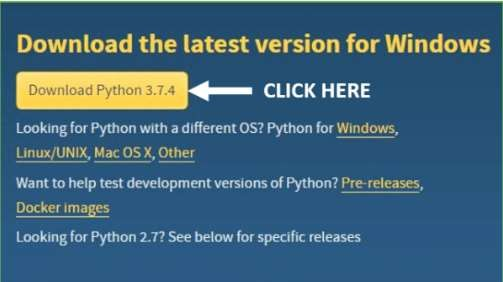 Download the latest version for Windows
Download Python 3.7.4 CLICK HERE
Looking for Python with a different OS? Python for Windows,
Linux/UNIX, Mac OS X, Other
Want to help test development versions of Python? Pre-releases,
Docker images
Looking for Python 2.7? See below for specific releases